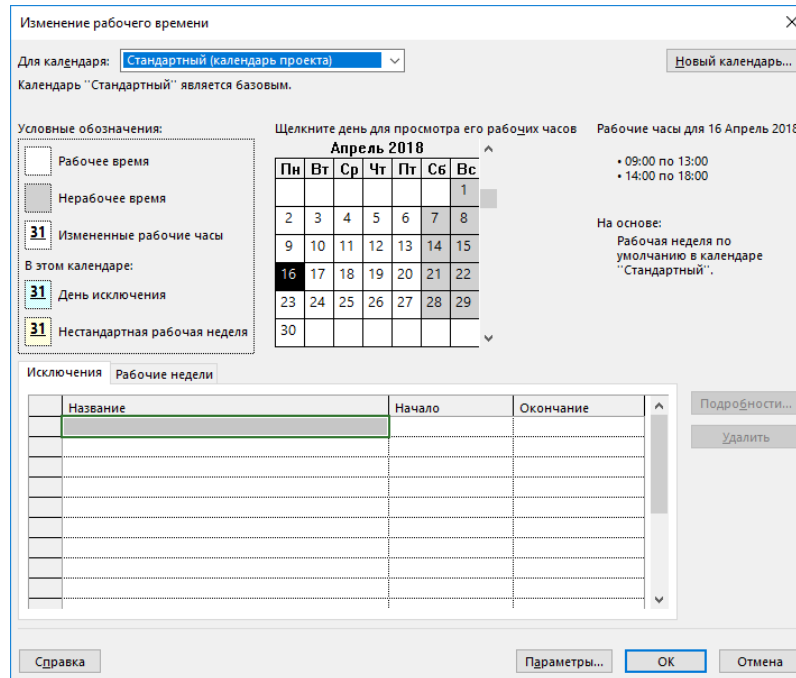 Изменение рабочего времени
Для календаря: Стандартный (календарь проекта)
Новый календарь...
Календарь "Стандартный" является базовым.
Условные обозначения:
Рабочее время
Нерабочее время
31 Измененные рабочие часы
В этом календаре:
31 День исключения
31 Нестандартная рабочая неделя
Щелкните день для просмотра его рабочих часов
Апрель 2018
Пн Вт Ср Чт Пт Сб Вс
1
2 3 4 5 6 7 8
9 10 11 12 13 14 15
16 17 18 19 20 21 22
23 24 25 26 27 28 29
30
Рабочие часы для 16 Апрель 2018
• 09:00 по 13:00
• 14:00 по 18:00
На основе:
Рабочая неделя по
умолчанию в календаре
"Стандартный".
Исключения Рабочие недели
Название Начало Окончание
Подробности...
Удалить
Справка Параметры... ОК Отмена